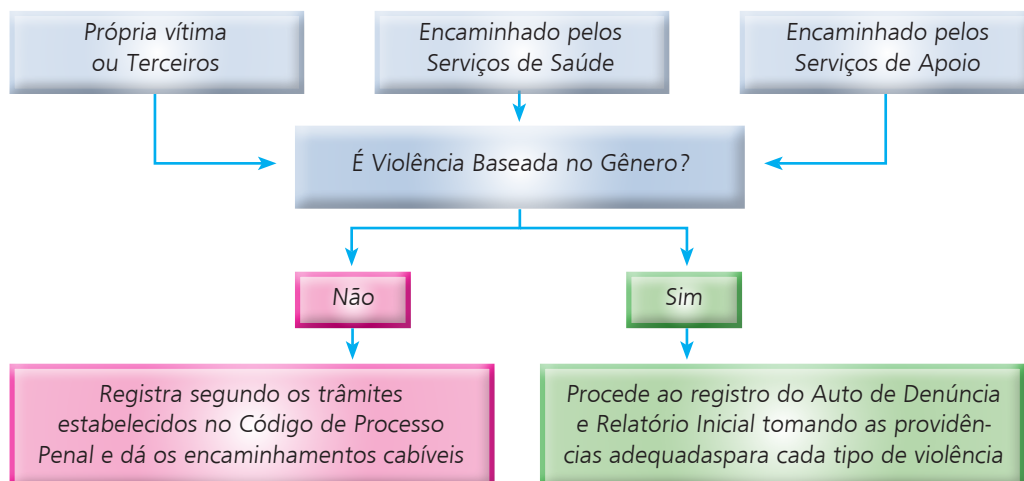 Própria vítima
ou Terceiros
Encaminhado pelos
Serviços de Saúde
Encaminhado pelos
Serviços de Apoio
É Violência Baseada no Gênero?
Não
Sim
Registra segundo os trâmites
estabelecidos no Código de Processo
Penal e dá os encaminhamentos cabíveis
Procede ao registro do Auto de Denúncia
e Relatório Inicial tomando as providên-
cias adequadaspara cada tipo de violência